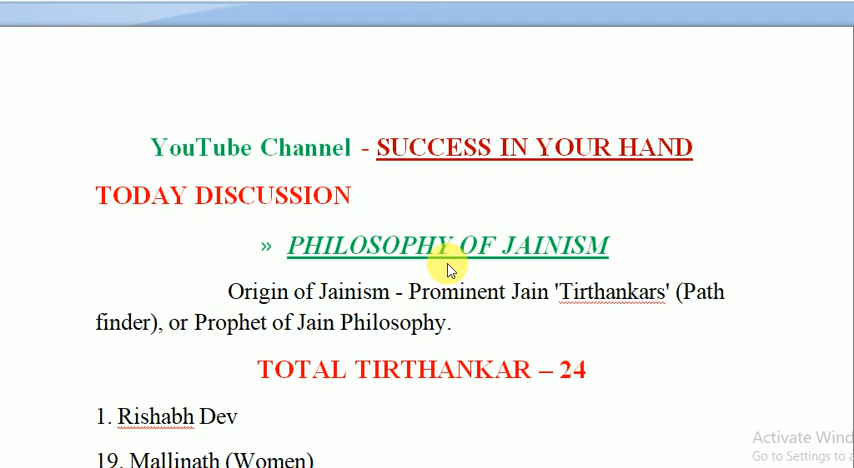 YouTube Channel - SUCCESS IN YOUR HAND
TODAY DISCUSSION
» PHILOSOPHY OF JAINISM
Origin of Jainism - Prominent Jain 'Tirthankars' (Path
finder), or Prophet of Jain Philosophy.
TOTAL TIRTHANKAR – 24
1. Rishabh Dev
19. Mallinath (Women)
Activate Wind
Go to Settings to a